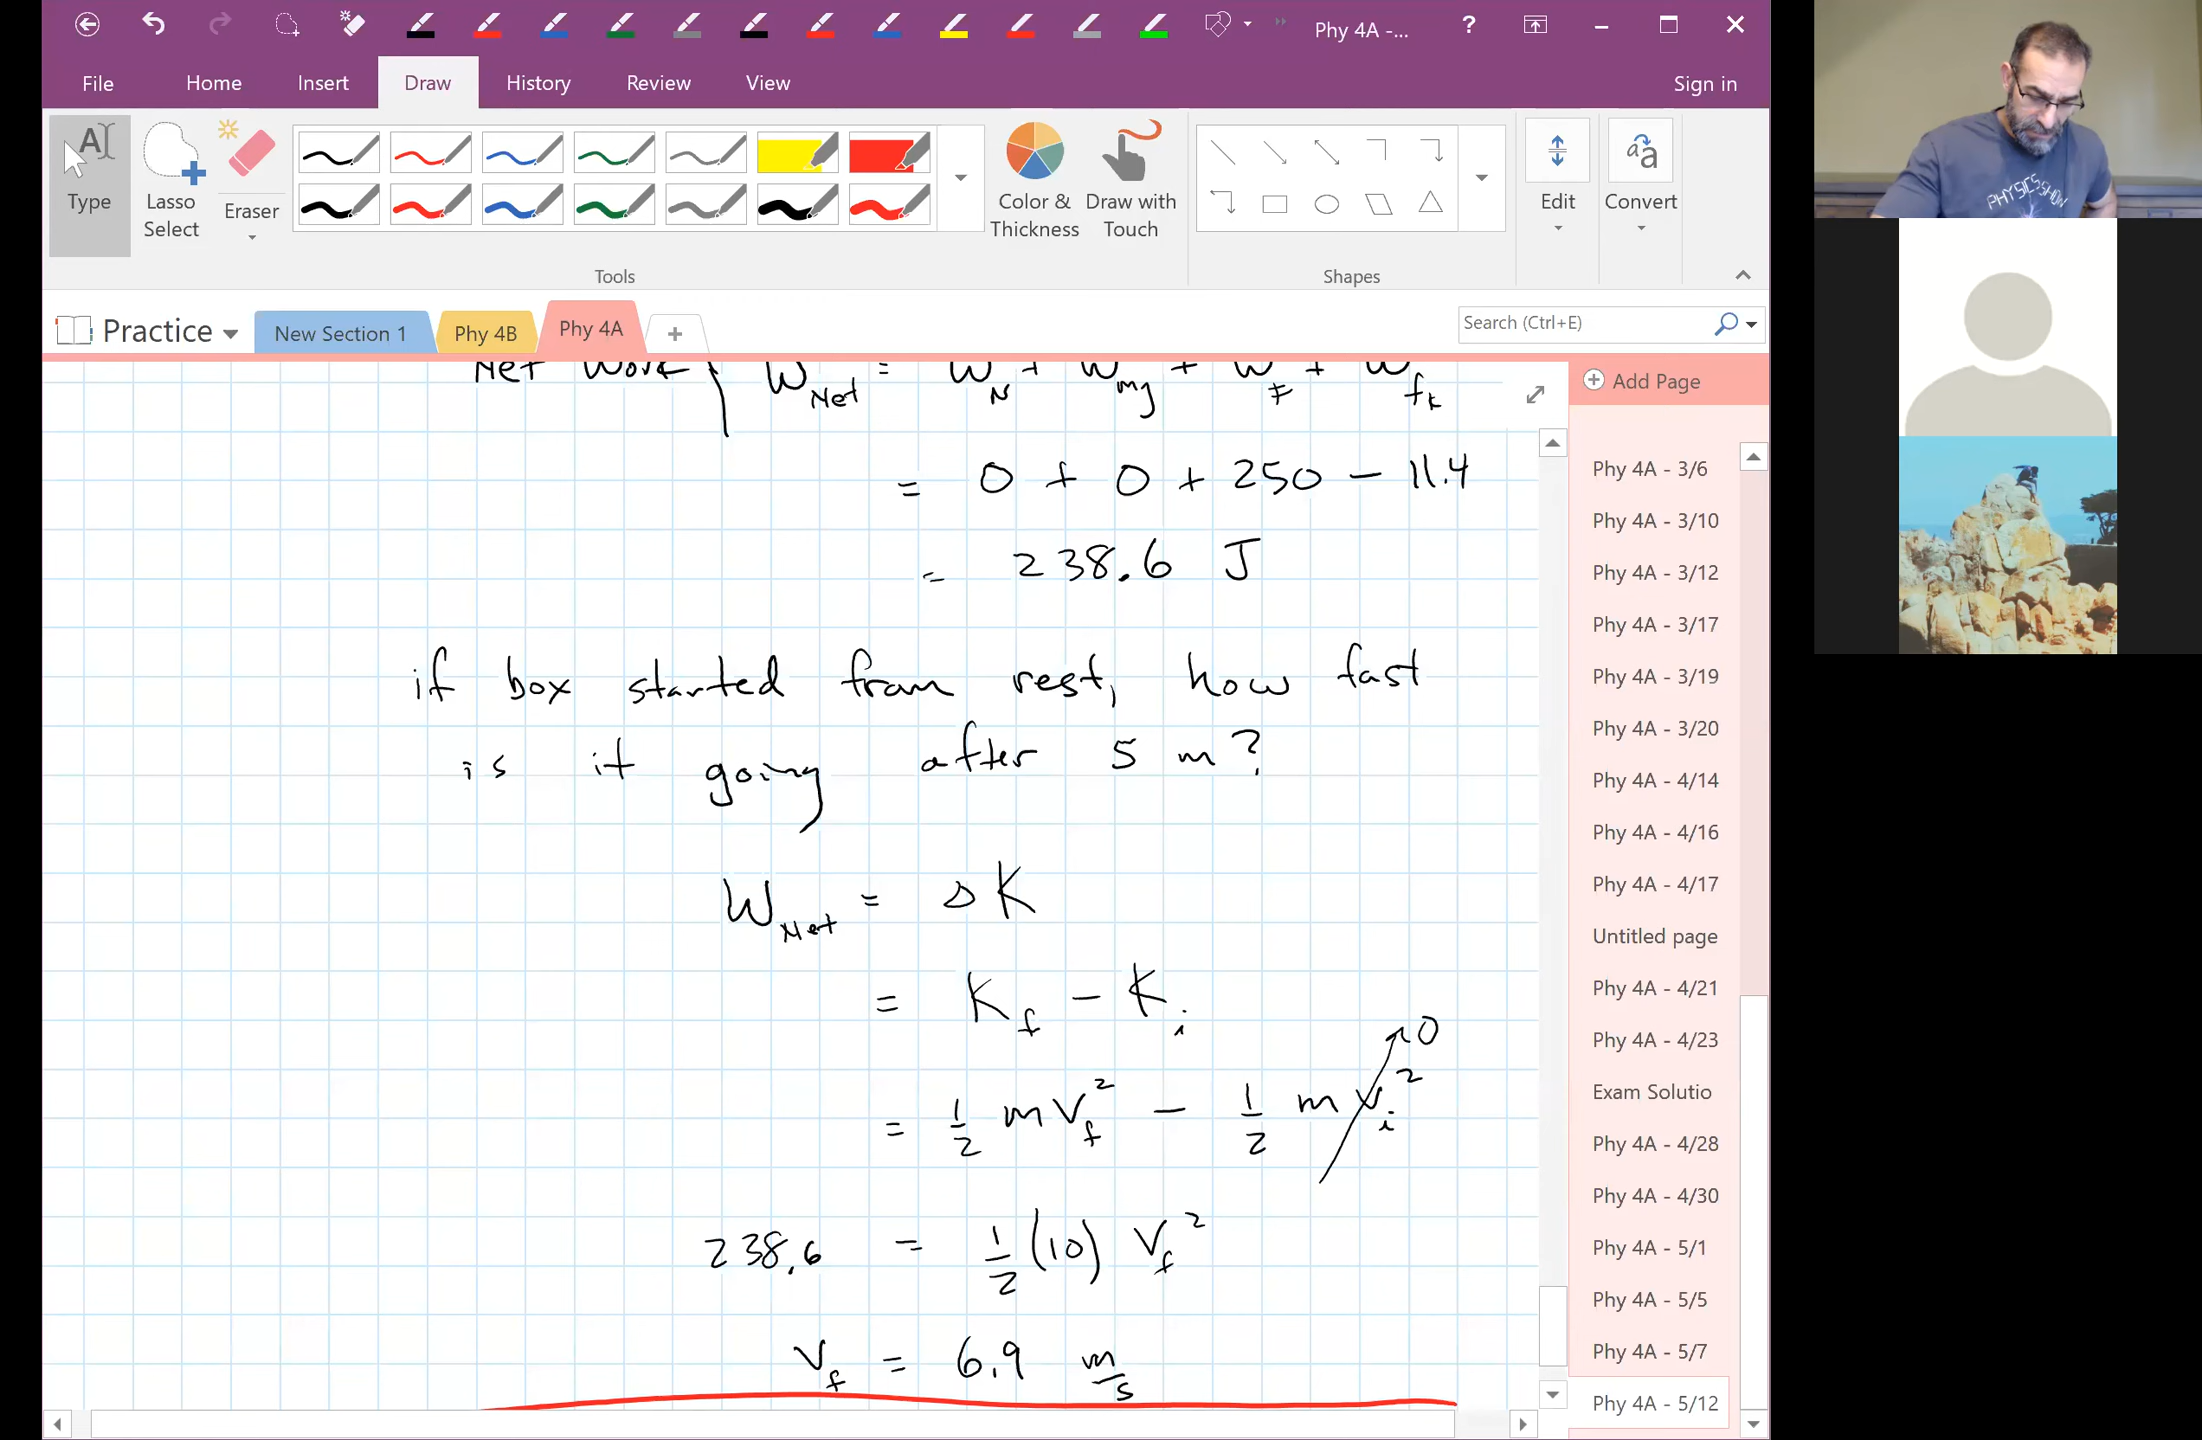 Phy 4A -...
?
File Home Insert Draw History Review View Sign in
Type
Lasso Select
Eraser
Color & Thickness
Draw with Touch
Edit
Convert
Tools
Shapes
Practice
New Section 1
Phy 4B
Phy 4A
Search (Ctrl+E)
Add Page
Phy 4A - 3/6
Phy 4A - 3/10
Phy 4A - 3/12
Phy 4A - 3/17
Phy 4A - 3/19
Phy 4A - 3/20
Phy 4A - 4/14
Phy 4A - 4/16
Phy 4A - 4/17
Untitled page
Phy 4A - 4/21
Phy 4A - 4/23
Exam Solutio
Phy 4A - 4/28
Phy 4A - 4/30
Phy 4A - 5/1
Phy 4A - 5/5
Phy 4A - 5/7
Phy 4A - 5/12
Net Work } W_Net = W_N + W_mg + W_F + W_fk
= 0 + 0 + 250 - 11.4
= 238.6 J
if box started from rest, how fast
is it going after 5 m?
W_Net = ΔK
= K_f - K_i
= 1/2 m v_f² - 1/2 m v_i² 0
238.6 = 1/2 (10) v_f²
v_f = 6.9 m/s
PHYSICS SHOW